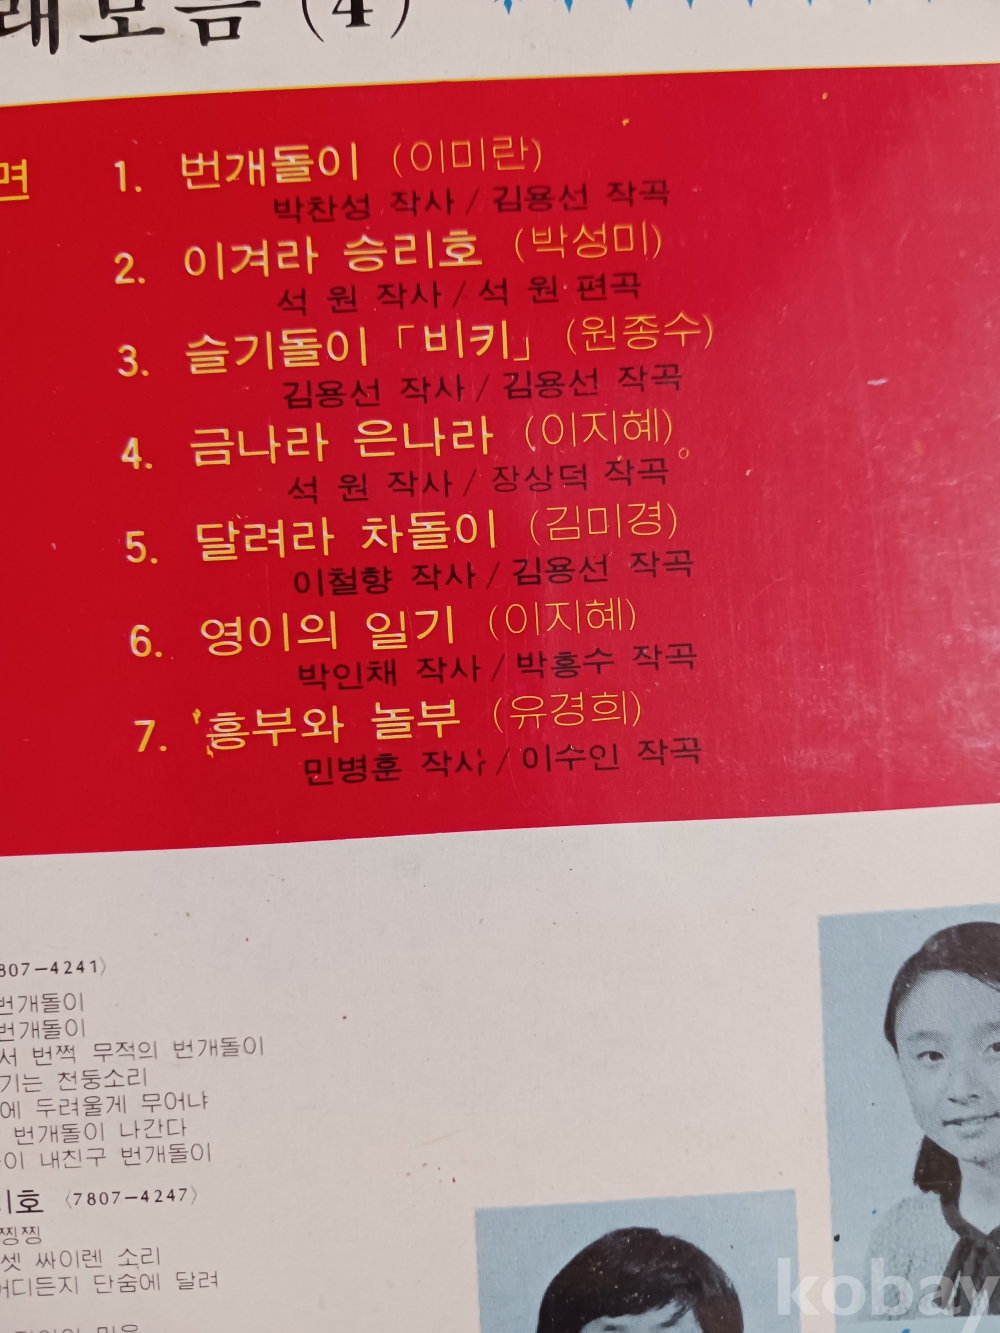 래모음 (4)
면
1. 번개돌이 (이미란)
박찬성 작사 / 김용선 작곡
2. 이겨라 승리호 (박성미)
석 원 작사 / 석 원 편곡
3. 슬기돌이 「비키」 (원종수)
김용선 작사 / 김용선 작곡
4. 금나라 은나라 (이지혜)
석 원 작사 / 장상덕 작곡
5. 달려라 차돌이 (김미경)
이철향 작사 / 김용선 작곡
6. 영이의 일기 (이지혜)
박인채 작사 / 박홍수 작곡
7. 흥부와 놀부 (유경희)
민병훈 작사 / 이수인 작곡
807-4241〉
번개돌이
번개돌이
서 번쩍 무적의 번개돌이
기는 천둥소리
에 두려울게 무어냐
번개돌이 나간다
이 내친구 번개돌이
리호 〈7807-4247〉
찡찡
셋 싸이렌 소리
어디든지 단숨에 달려
kobay